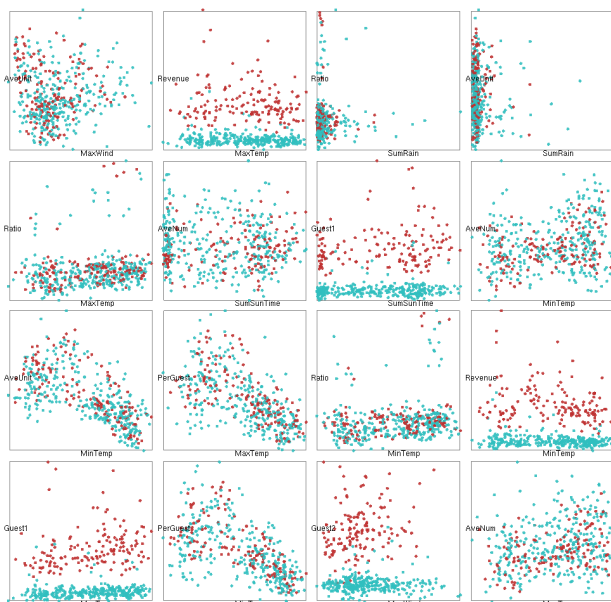 AveUnit
MaxWind
Revenue
MaxTemp
Ratio
SumRain
AveUnit
SumRain
Ratio
MaxTemp
AveNum
SumSunTime
Guest1
SumSunTime
AveNum
MinTemp
AveUnit
MinTemp
PerGuest
MaxTemp
Ratio
MinTemp
Revenue
MinTemp
Guest1
PerGuest
Guest2
AveNum